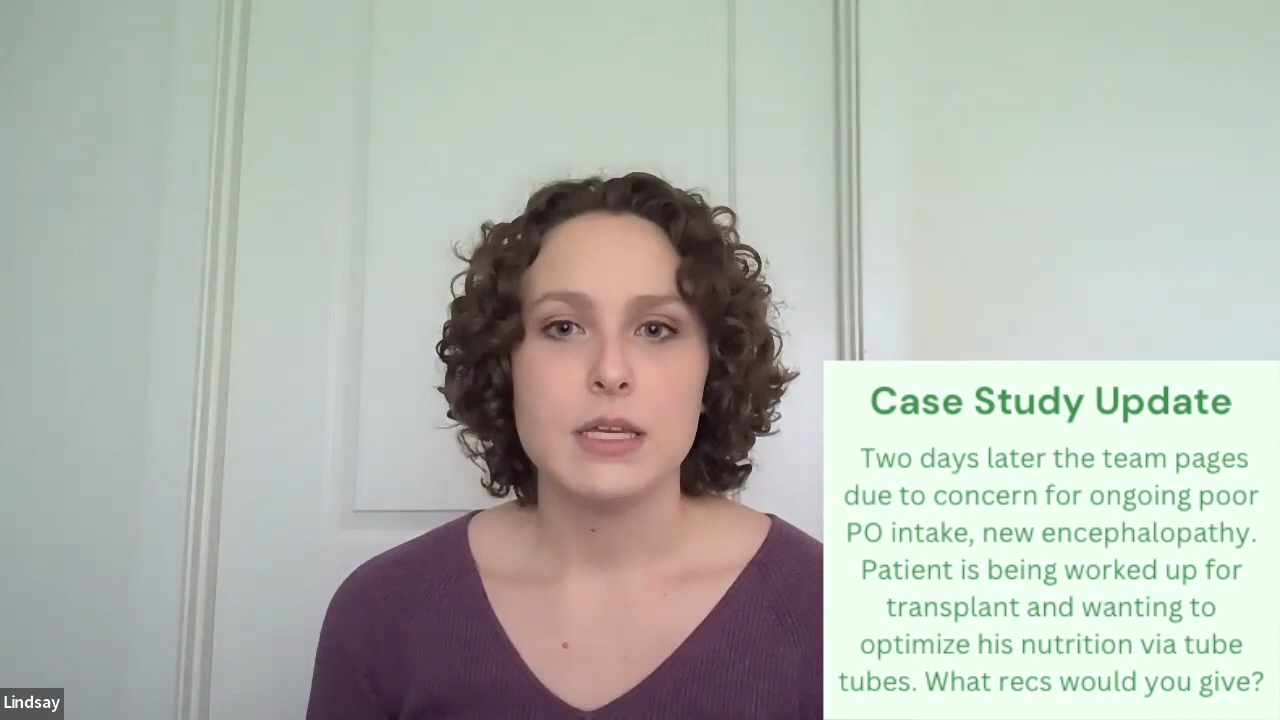 Case Study Update
Two days later the team pages
due to concern for ongoing poor
PO intake, new encephalopathy.
Patient is being worked up for
transplant and wanting to
optimize his nutrition via tube
tubes. What recs would you give?
Lindsay